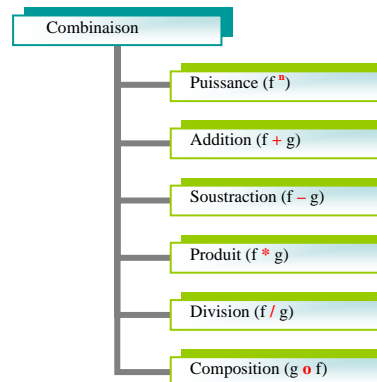 Combinaison
Puissance (f ⁿ)
Addition (f + g)
Soustraction (f – g)
Produit (f * g)
Division (f / g)
Composition (g o f)